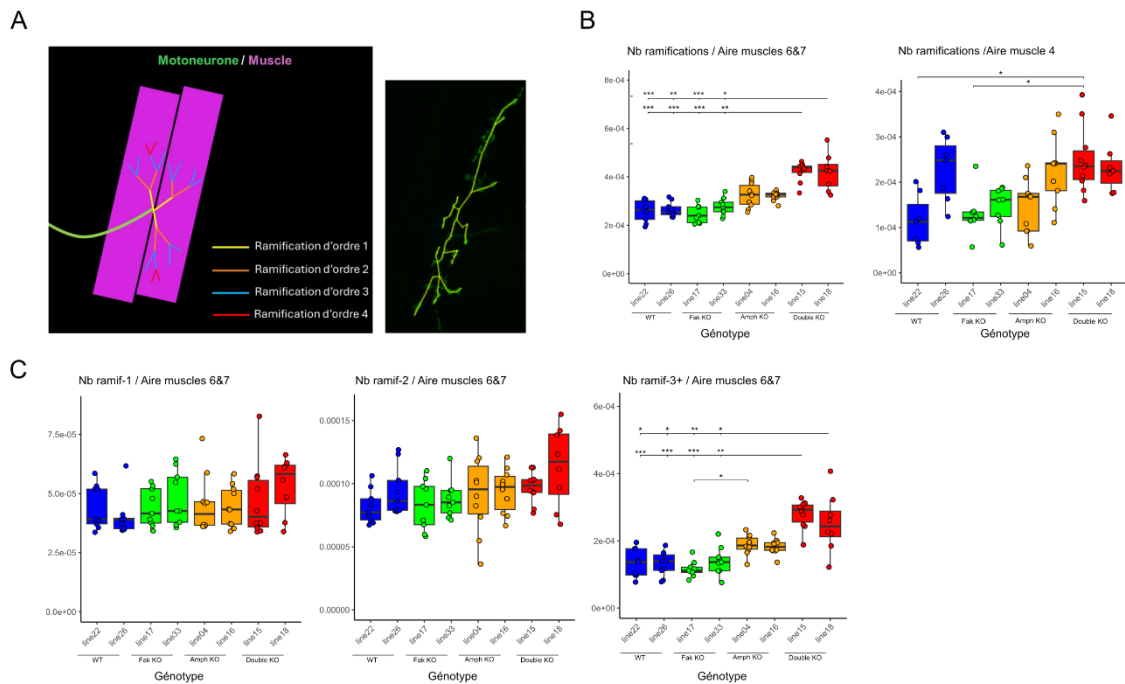 A
Motoneurone / Muscle
Ramification d'ordre 1
Ramification d'ordre 2
Ramification d'ordre 3
Ramification d'ordre 4
B
Nb ramifications / Aire muscles 6&7
8e-04
6e-04
4e-04
2e-04
0e+00
*** ** *** *
*** *** *** **
line22 line26 line17 line33 line04 line16 line15 line18
WT Fak KO Amph KO Double KO
Génotype
Nb ramifications /Aire muscle 4
4e-04
3e-04
2e-04
1e-04
0e+00
*
*
line22 line26 line17 line33 line04 line16 line15 line18
WT Fak KO Amph KO Double KO
Génotype
C
Nb ramif-1 / Aire muscles 6&7
7.5e-05
5.0e-05
2.5e-05
0.0e+00
line22 line26 line17 line33 line04 line16 line15 line18
WT Fak KO Amph KO Double KO
Génotype
Nb ramif-2 / Aire muscles 6&7
0.00015
0.00010
0.00005
0.00000
line22 line26 line17 line33 line04 line16 line15 line18
WT Fak KO Amph KO Double KO
Génotype
Nb ramif-3+ / Aire muscles 6&7
6e-04
4e-04
2e-04
0e+00
* * ** *
*** *** *** **
*
line22 line26 line17 line33 line04 line16 line15 line18
WT Fak KO Amph KO Double KO
Génotype